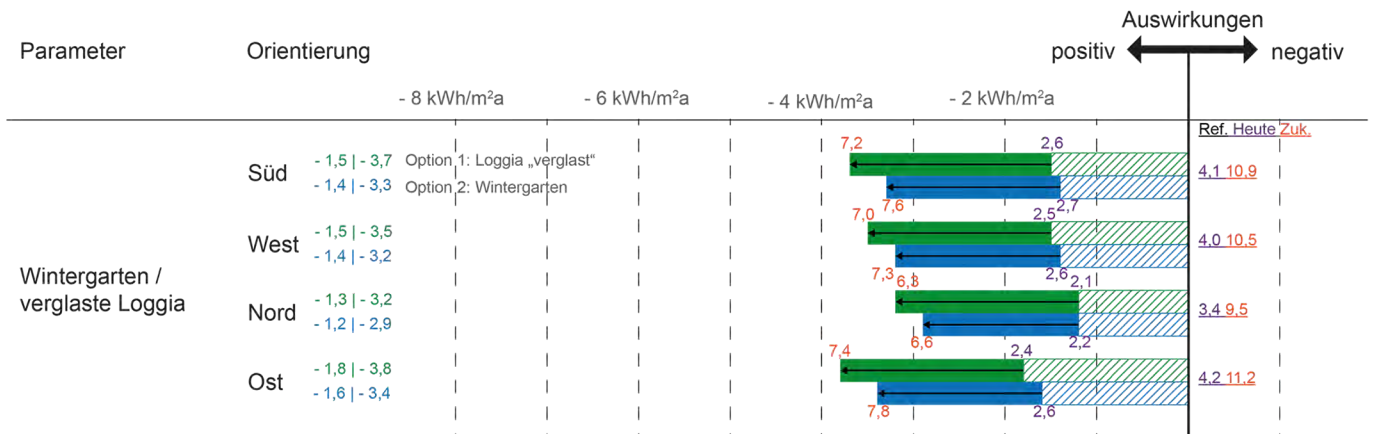 Auswirkungen
Parameter Orientierung positiv negativ
- 8 kWh/m²a - 6 kWh/m²a - 4 kWh/m²a - 2 kWh/m²a
Ref. Heute Zuk.
7,2 2,6
Süd - 1,5 | - 3,7 Option 1: Loggia „verglast“
- 1,4 | - 3,3 Option 2: Wintergarten
4,1 10,9
7,6 2,7
7,0 2,5
West - 1,5 | - 3,5
- 1,4 | - 3,2
4,0 10,5
7,3 2,6
Wintergarten /
verglaste Loggia
6,3 2,1
Nord - 1,3 | - 3,2
- 1,2 | - 2,9
3,4 9,5
6,6 2,2
7,4 2,4
Ost - 1,8 | - 3,8
- 1,6 | - 3,4
4,2 11,2
7,8 2,6